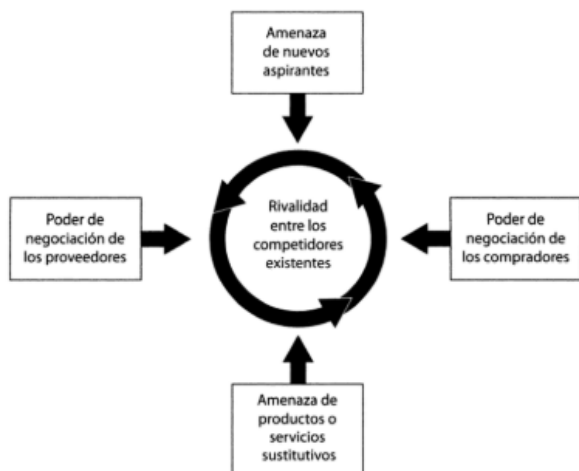 Amenaza
de nuevos
aspirantes
Poder de
negociación de
los proveedores
Rivalidad
entre los
competidores
existentes
Poder de
negociación de
los compradores
Amenaza de
productos o
servicios
sustitutivos